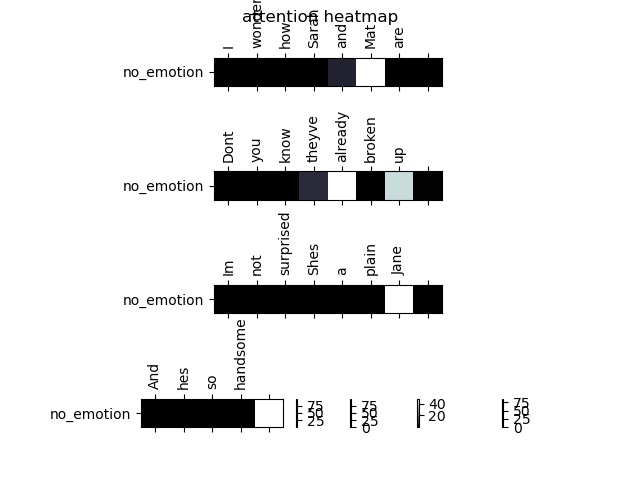 attention heatmap
I wonder how Sarah and Mat are
no_emotion
Dont you know theyve already broken up
no_emotion
Im not surprised Shes a plain Jane
no_emotion
And hes so handsome
no_emotion
75 50 25
75 50 25 0
40 20
75 50 25 0